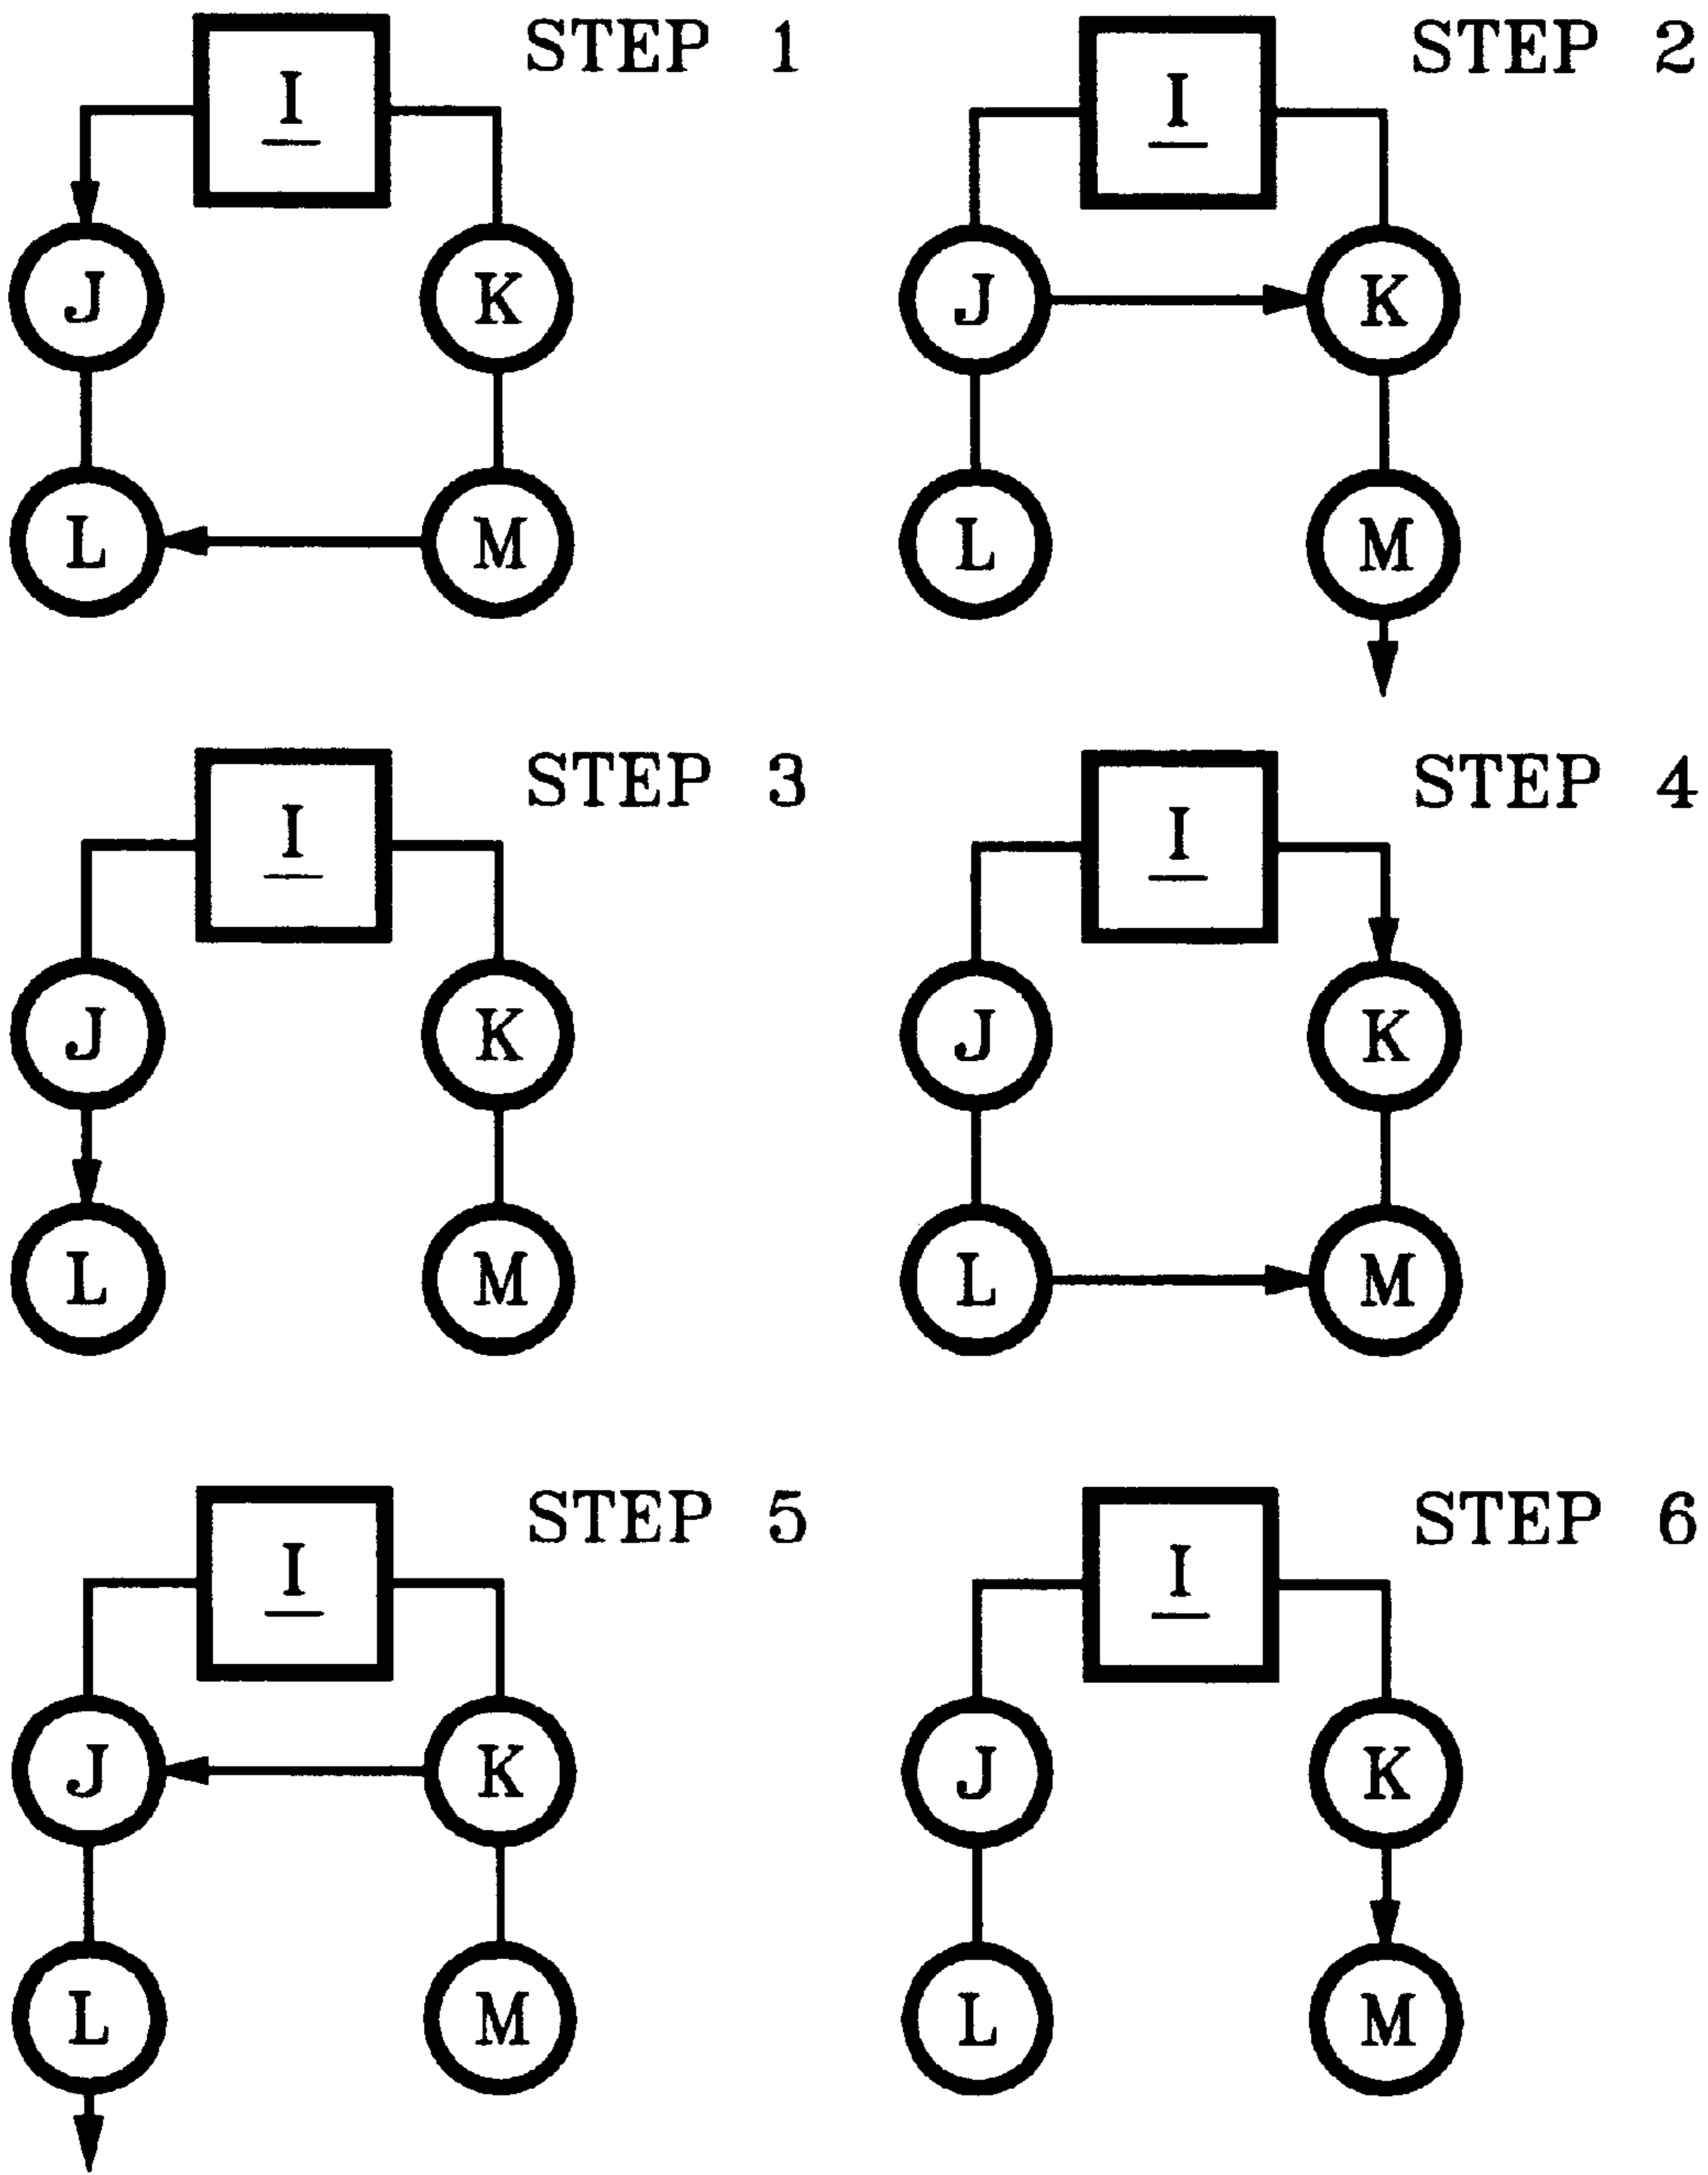 I STEP 1
J K
L M
I STEP 2
J K
L M
I STEP 3
J K
L M
I STEP 4
J K
L M
I STEP 5
J K
L M
I STEP 6
J K
L M